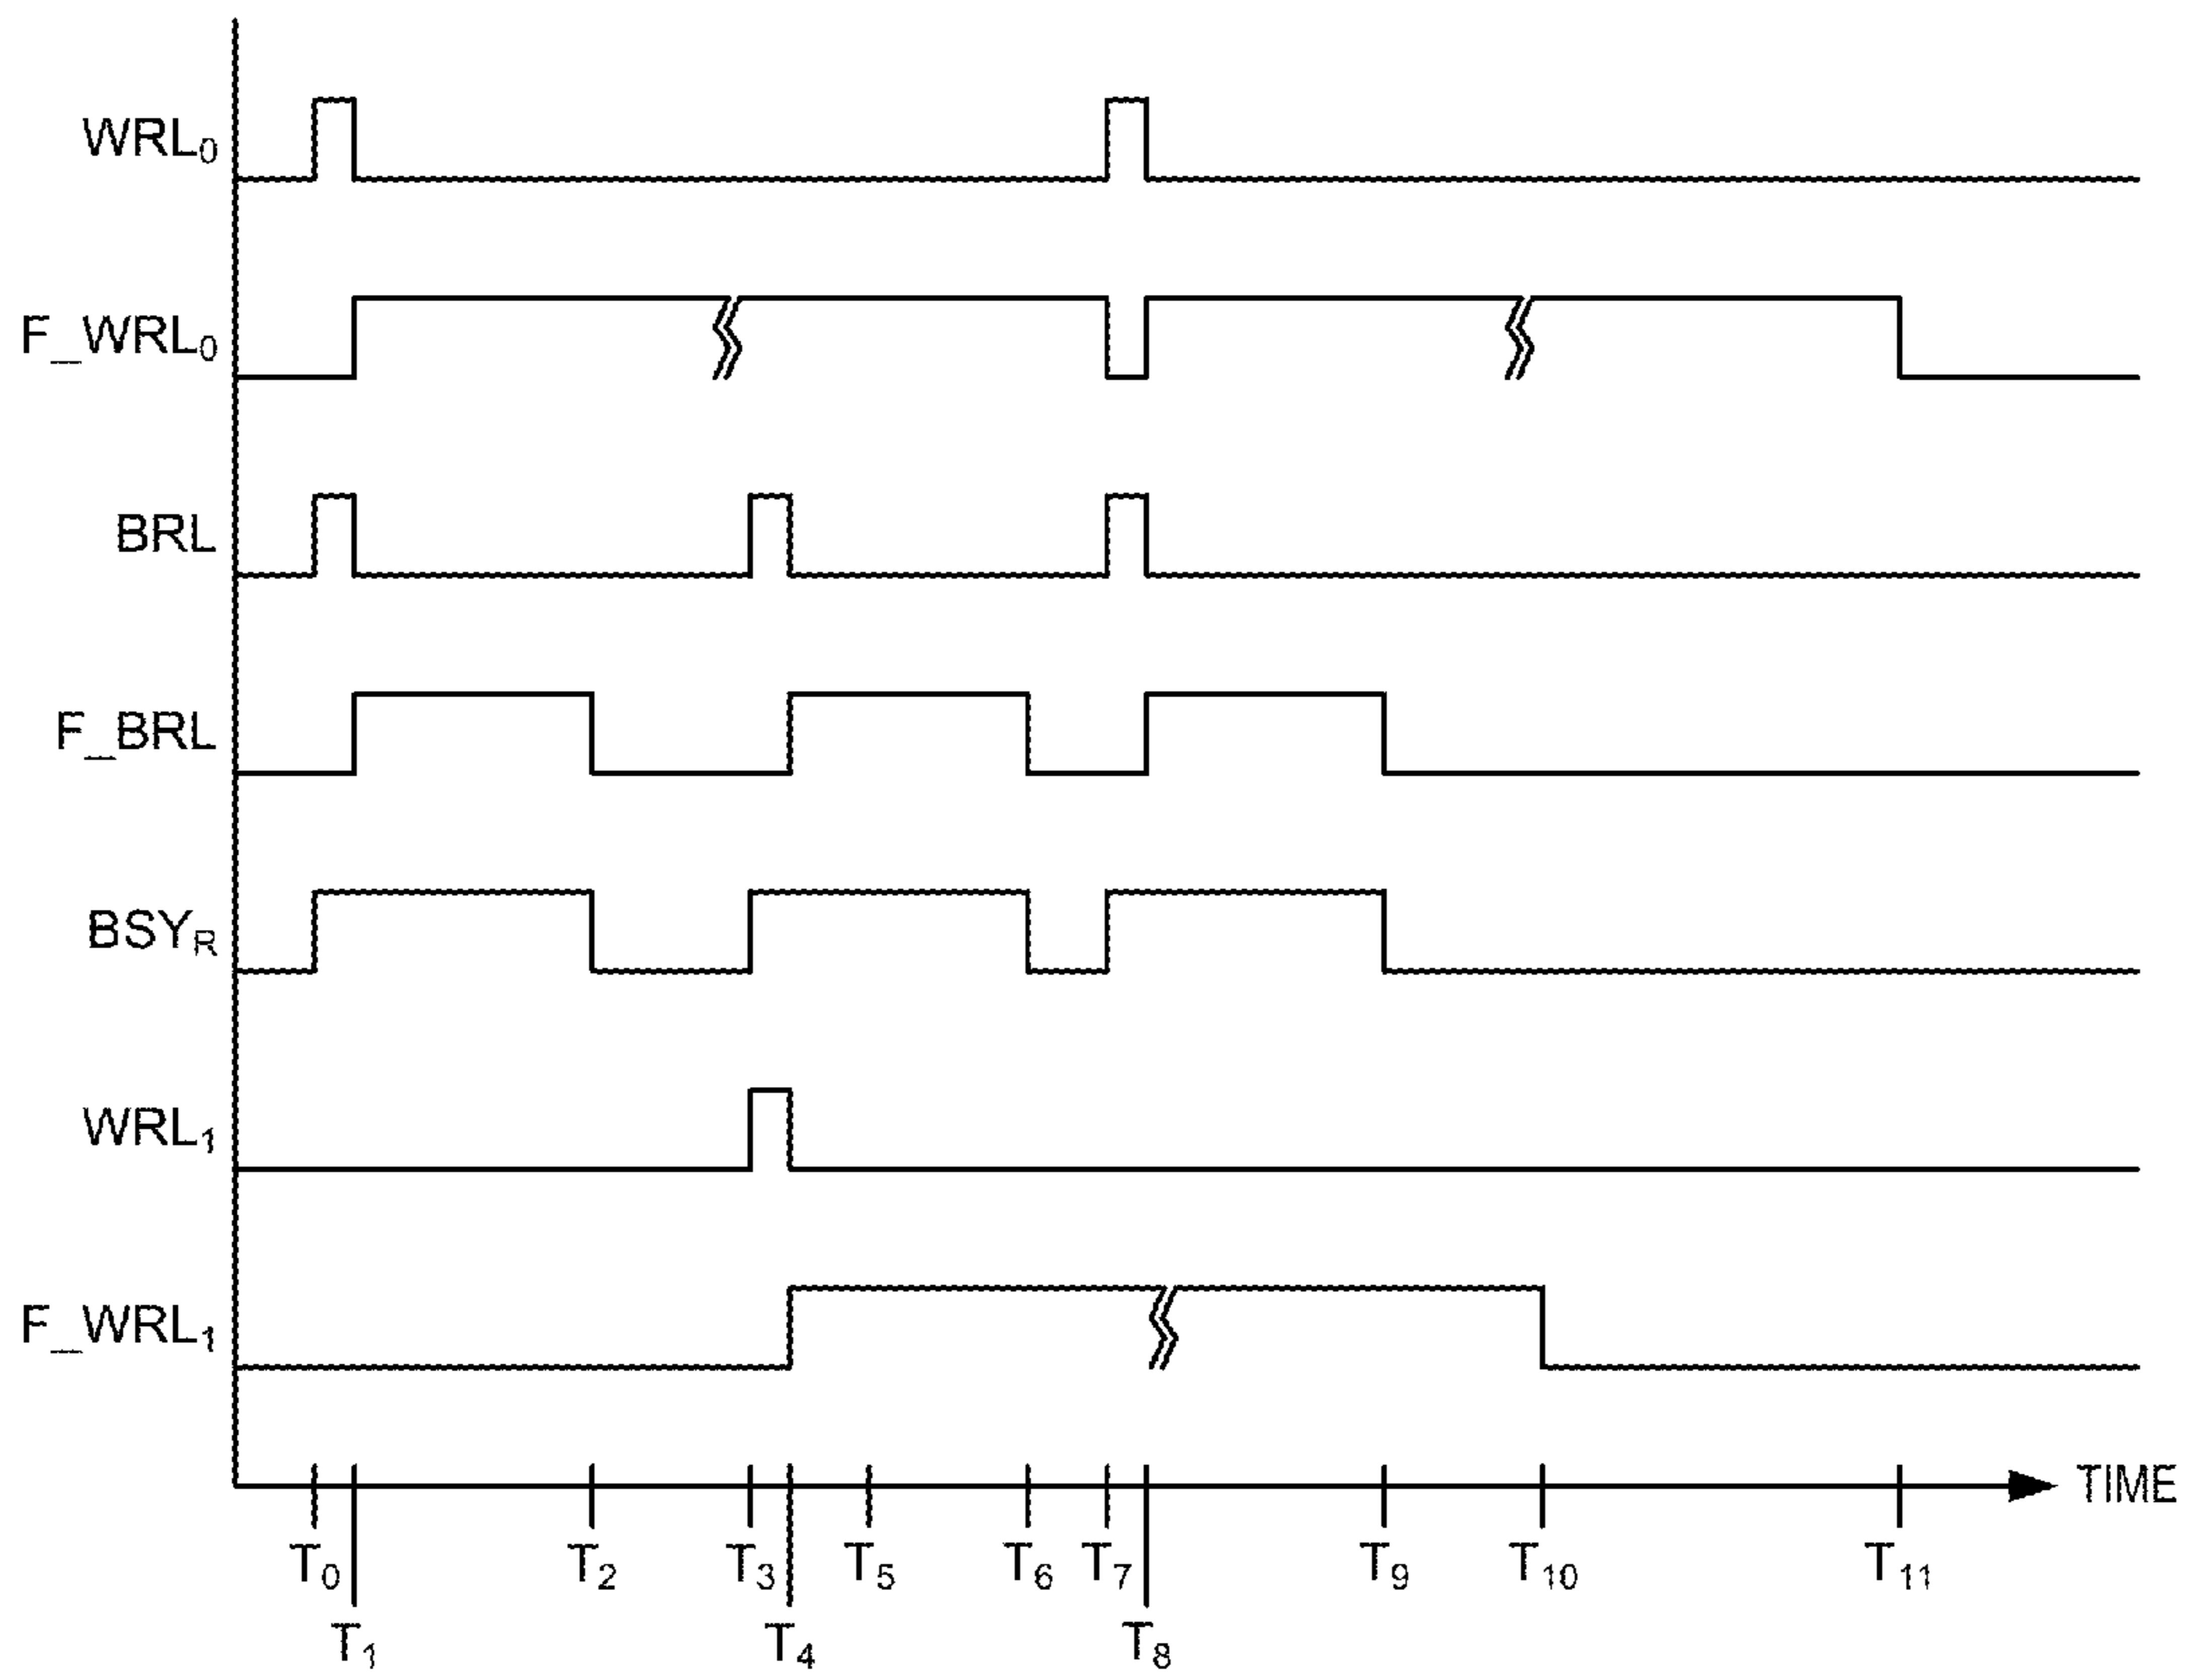 WRL₀
F_WRL₀
BRL
F_BRL
BSY_R
WRL₁
F_WRL₁
TIME
T₀ T₂ T₃ T₅ T₆ T₇ T₉ T₁₀ T₁₁
T₁ T₄ T₈